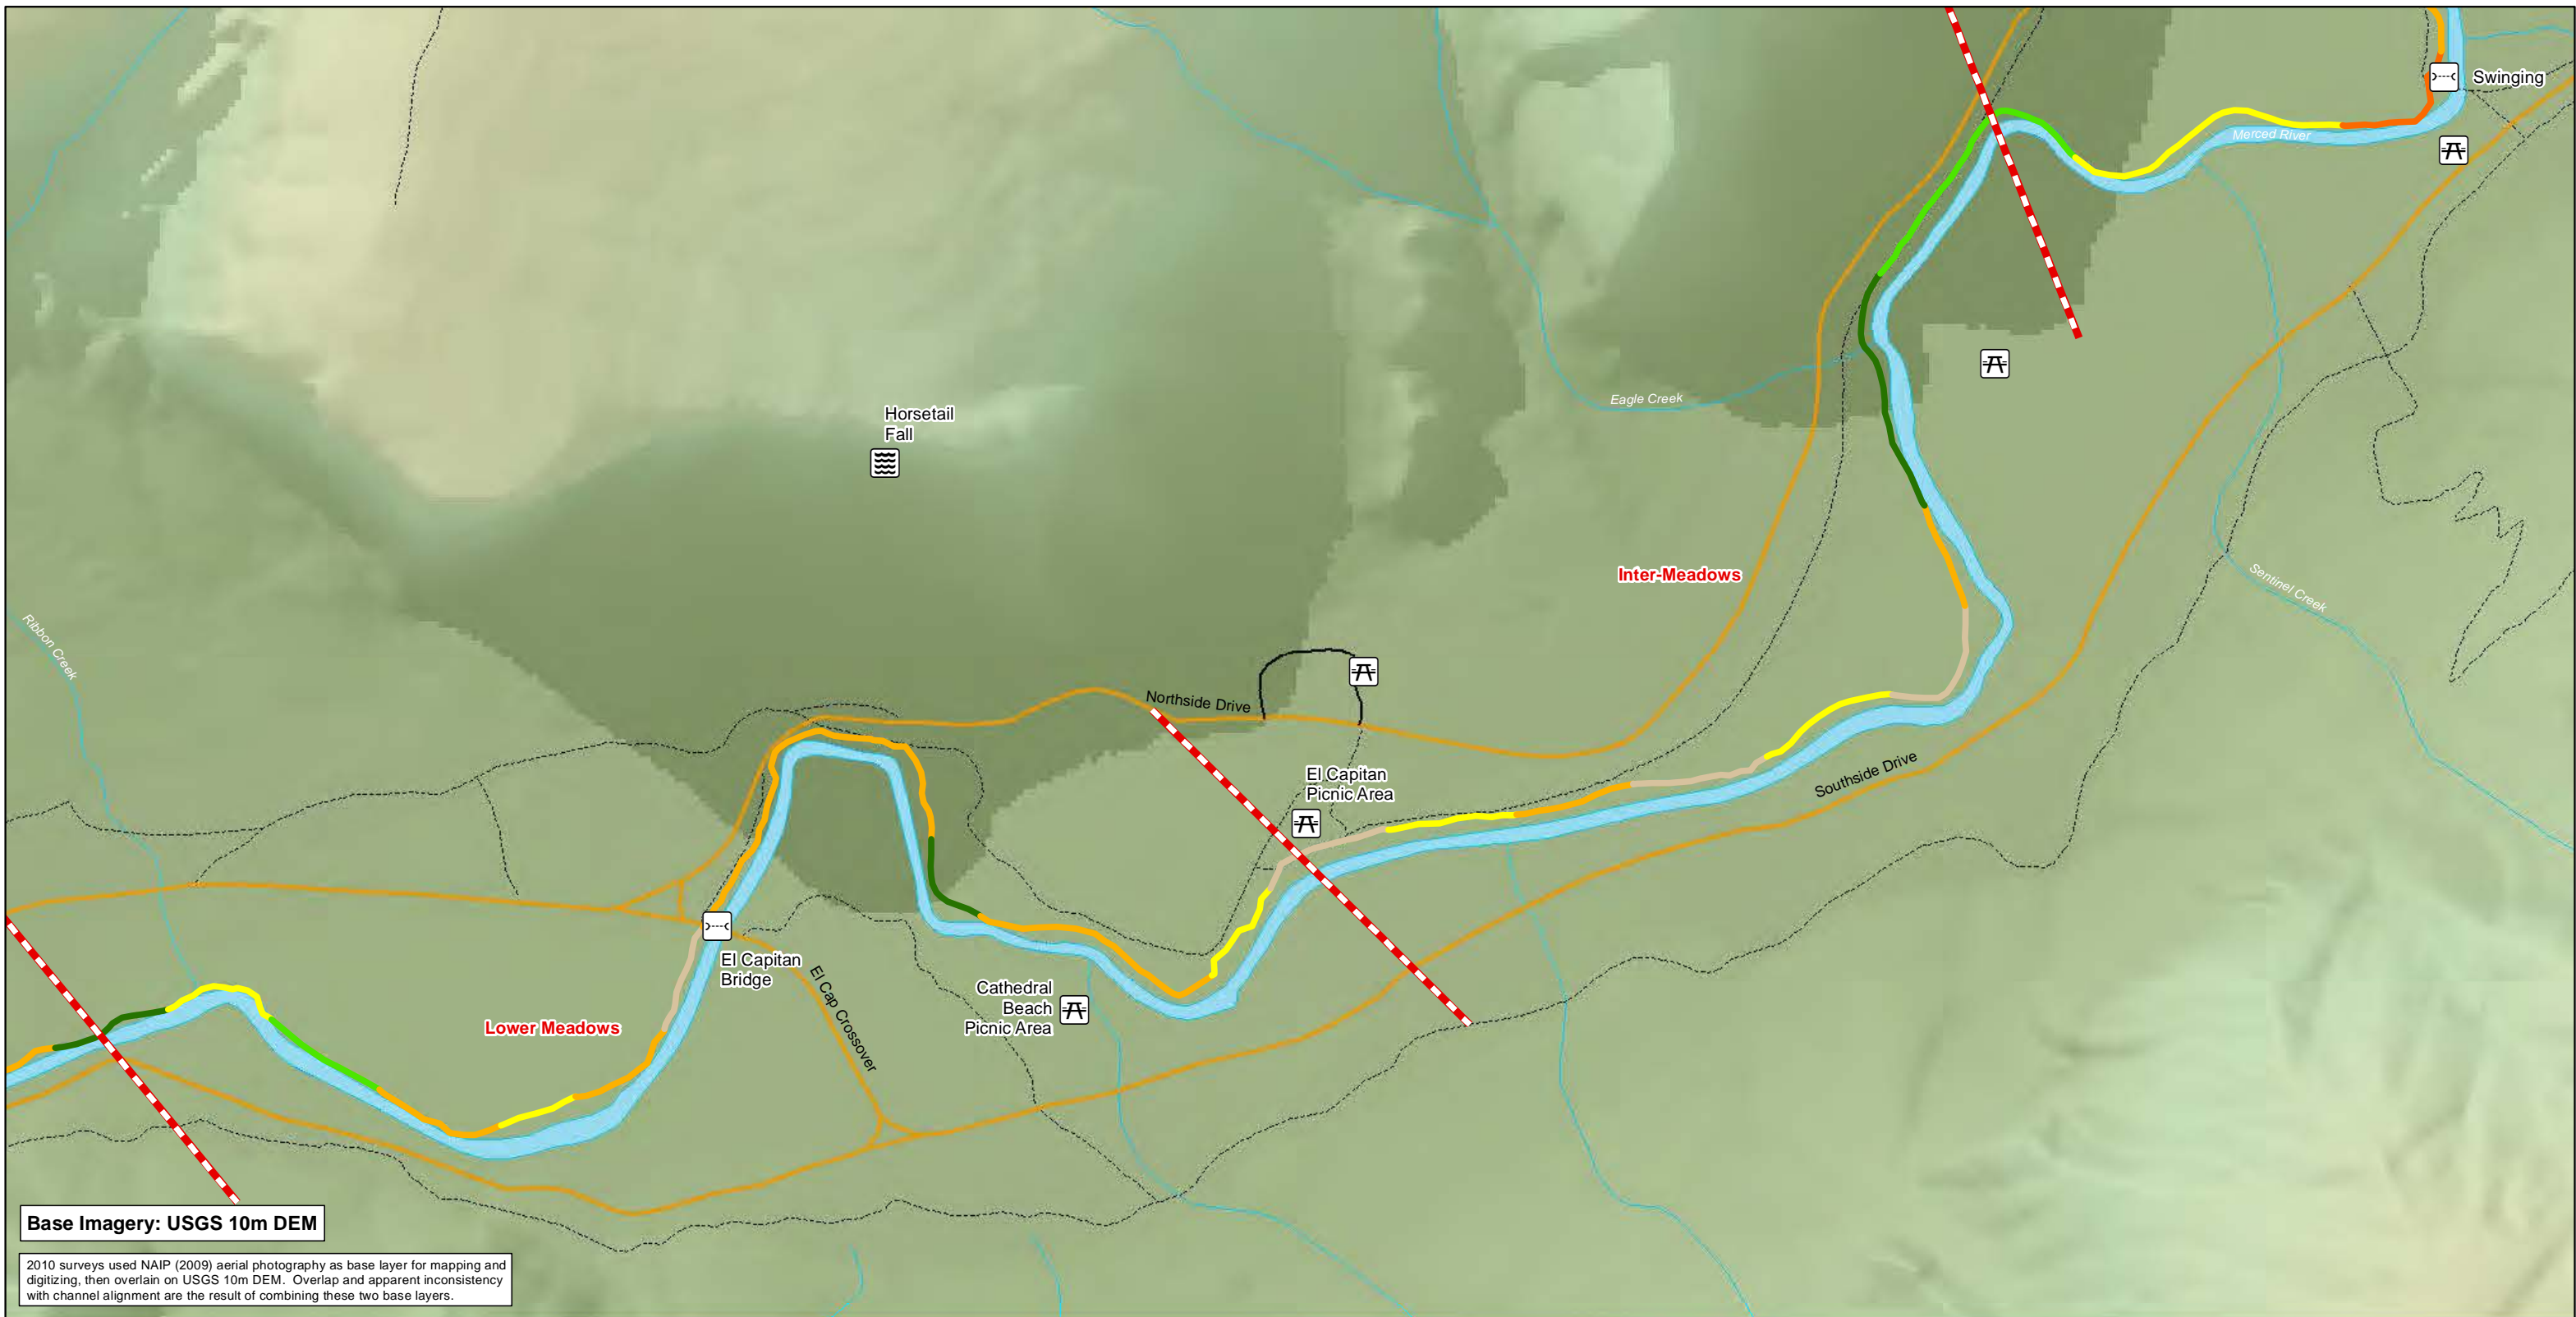 Swinging
Merced River
Horsetail
Fall
Eagle Creek
Inter-Meadows
Sentinel Creek
Ribbon Creek
Northside Drive
El Capitan
Picnic Area
Southside Drive
El Capitan
Bridge
El Cap Crossover
Cathedral
Beach
Picnic Area
Lower Meadows
Base Imagery: USGS 10m DEM
2010 surveys used NAIP (2009) aerial photography as base layer for mapping and
digitizing, then overlain on USGS 10m DEM.  Overlap and apparent inconsistency
with channel alignment are the result of combining these two base layers.